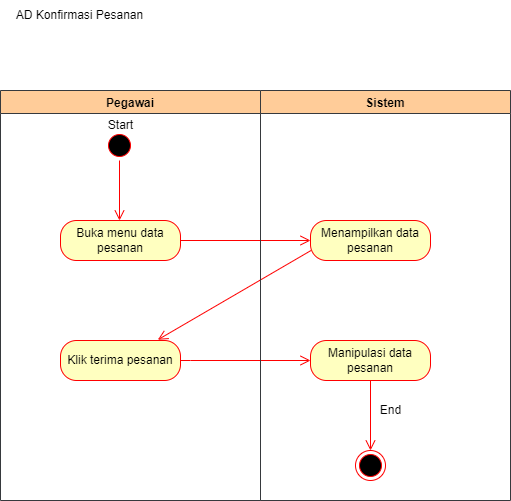 AD Konfirmasi Pesanan
Pegawai
Sistem
Start
Buka menu data
pesanan
Menampilkan data
pesanan
Klik terima pesanan
Manipulasi data
pesanan
End